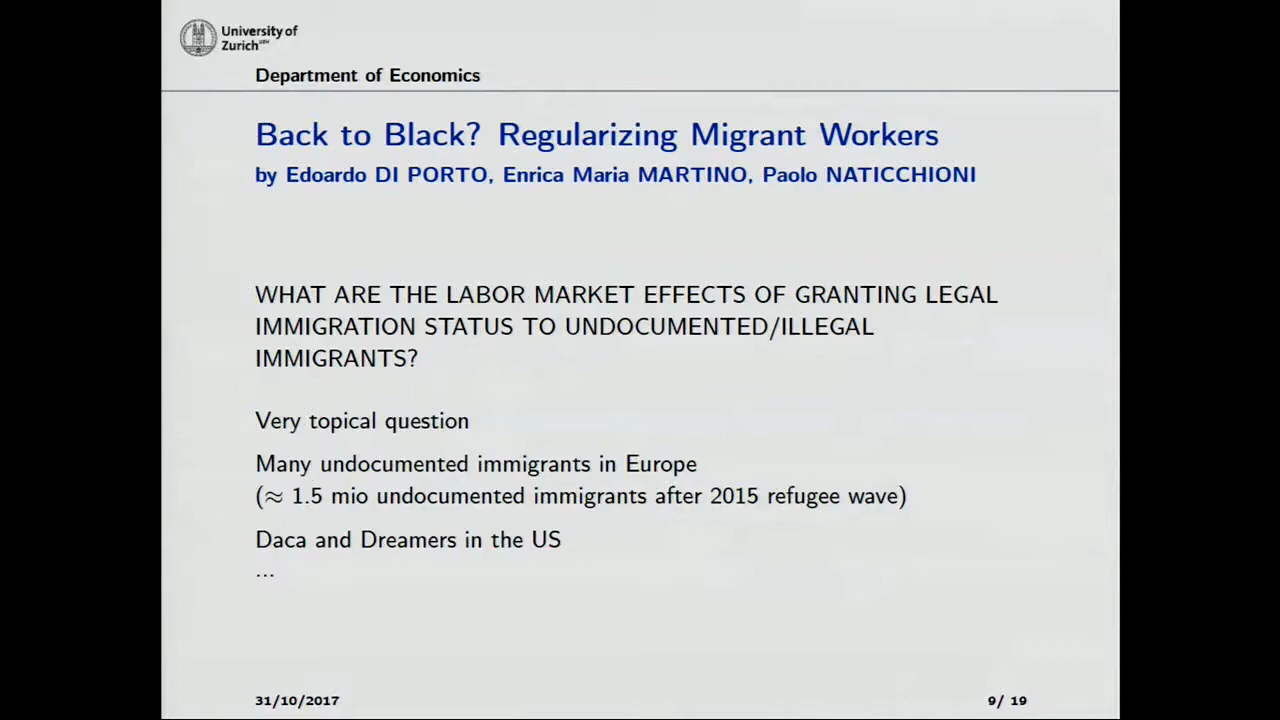 University of
Zurich UZH
Department of Economics
Back to Black? Regularizing Migrant Workers
by Edoardo DI PORTO, Enrica Maria MARTINO, Paolo NATICCHIONI
WHAT ARE THE LABOR MARKET EFFECTS OF GRANTING LEGAL
IMMIGRATION STATUS TO UNDOCUMENTED/ILLEGAL
IMMIGRANTS?
Very topical question
Many undocumented immigrants in Europe
(≈ 1.5 mio undocumented immigrants after 2015 refugee wave)
Daca and Dreamers in the US
...
31/10/2017
9/ 19